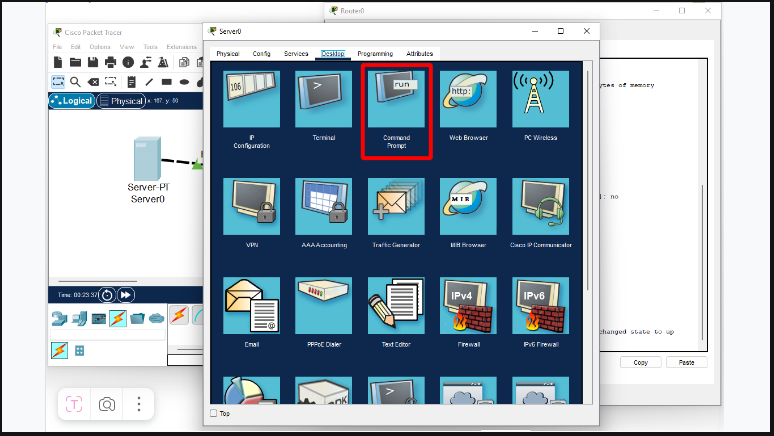 Router0
Cisco Packet Tracer
File Edit Options View Tools Extensions
Logical Physical x: 167, y: 50
Server-PT
Server0
Time: 00:23:37
Server0
Physical Config Services Desktop Programming Attributes
106
run
http:
IP
Configuration
Terminal
Command
Prompt
Web Browser
PC Wireless
MIB
VPN
AAA Accounting
Traffic Generator
MIB Browser
Cisco IP Communicator
IPv4
IPv6
Email
PPPoE Dialer
Text Editor
Firewall
IPv6 Firewall
Top
ytes of memory
: no
changed state to up
Copy Paste
T